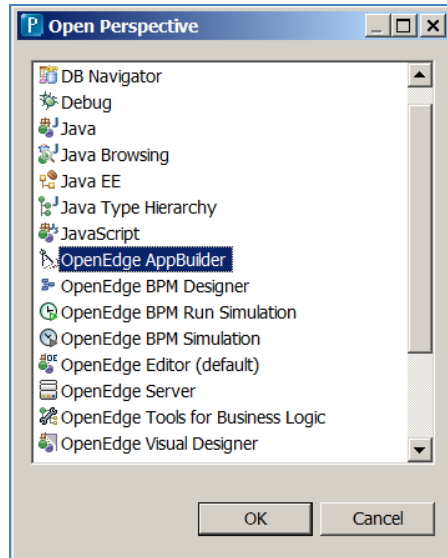 Open Perspective
DB Navigator
Debug
Java
Java Browsing
Java EE
Java Type Hierarchy
JavaScript
OpenEdge AppBuilder
OpenEdge BPM Designer
OpenEdge BPM Run Simulation
OpenEdge BPM Simulation
OpenEdge Editor (default)
OpenEdge Server
OpenEdge Tools for Business Logic
OpenEdge Visual Designer
OK Cancel